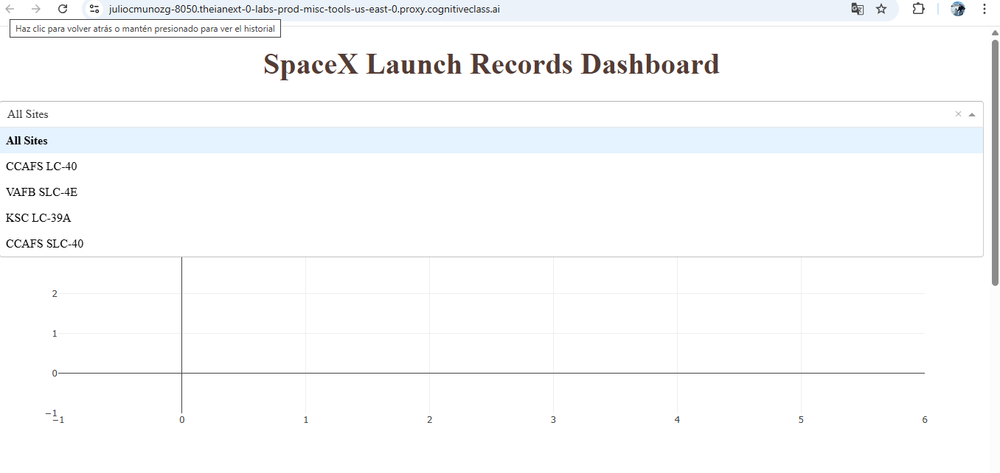 juliocmunozg-8050.theianext-0-labs-prod-misc-tools-us-east-0.proxy.cognitiveclass.ai
Haz clic para volver atrás o mantén presionado para ver el historial
SpaceX Launch Records Dashboard
All Sites
All Sites
CCAFS LC-40
VAFB SLC-4E
KSC LC-39A
CCAFS SLC-40
2
1
0
−1
−1 0 1 2 3 4 5 6